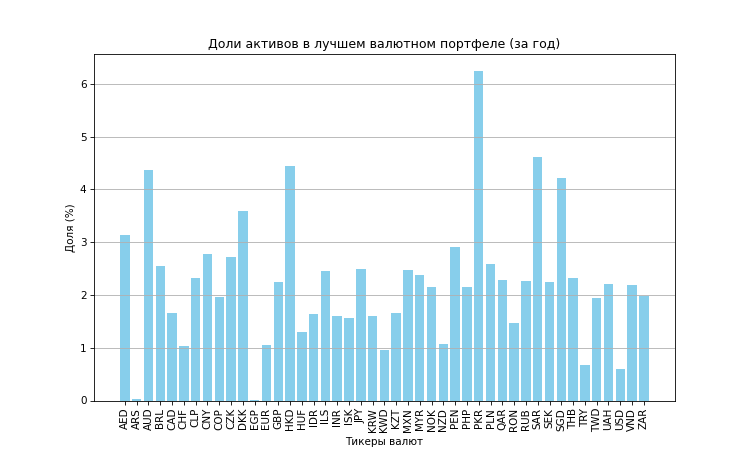 Доли активов в лучшем валютном портфеле (за год)
Доля (%)
6
5
4
3
2
1
0
AED ARS AUD BRL CAD CHF CLP CNY COP CZK DKK EGP EUR GBP HKD HUF IDR ILS INR ISK JPY KRW KWD KZT MXN MYR NOK NZD PEN PHP PKR PLN QAR RON RUB SAR SEK SGD THB TRY TWD UAH USD VND ZAR
Тикеры валют